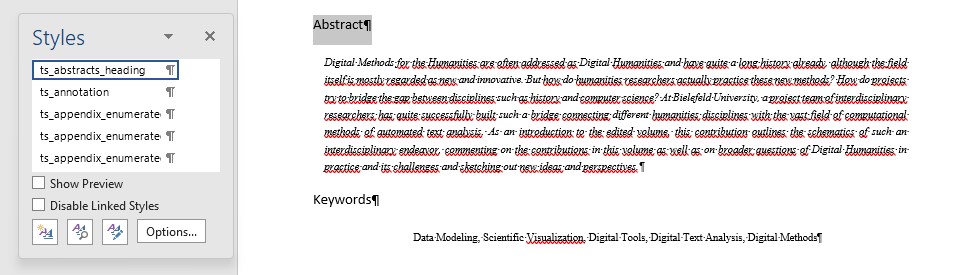 Styles
ts_abstracts_heading ¶
ts_annotation ¶
ts_appendix_enumerate ¶
ts_appendix_enumerate ¶
ts_appendix_enumerate ¶
Show Preview
Disable Linked Styles
Options...
Abstract¶
Digital·Methods·for·the·Humanities·are·often·addressed·as·Digital·Humanities·and·have·quite·a·long·history·already,·although·the·field·
itself·is·mostly·regarded·as·new·and·innovative.·But·how·do·humanities·researchers·actually·practice·these·new·methods?·How·do·projects·
try·to·bridge·the·gap·between·disciplines·such·as·history·and·computer·science?·At·Bielefeld·University,·a·project·team·of·interdisciplinary·
researchers·has·quite·successfully·built·such·a·bridge·connecting·different·humanities·disciplines·with·the·vast·field·of·computational·
methods·of·automated·text·analysis.·As·an·introduction·to·the·edited·volume,·this·contribution·outlines·the·schematics·of·such·an·
interdisciplinary·endeavor,·commenting·on·the·contributions·in·this·volume·as·well·as·on·broader·questions·of·Digital·Humanities·in·
practice·and·its·challenges·and·sketching·out·new·ideas·and·perspectives.¶
Keywords¶
Data·Modeling,·Scientific·Visualization,·Digital·Tools,·Digital·Text·Analysis,·Digital·Methods¶